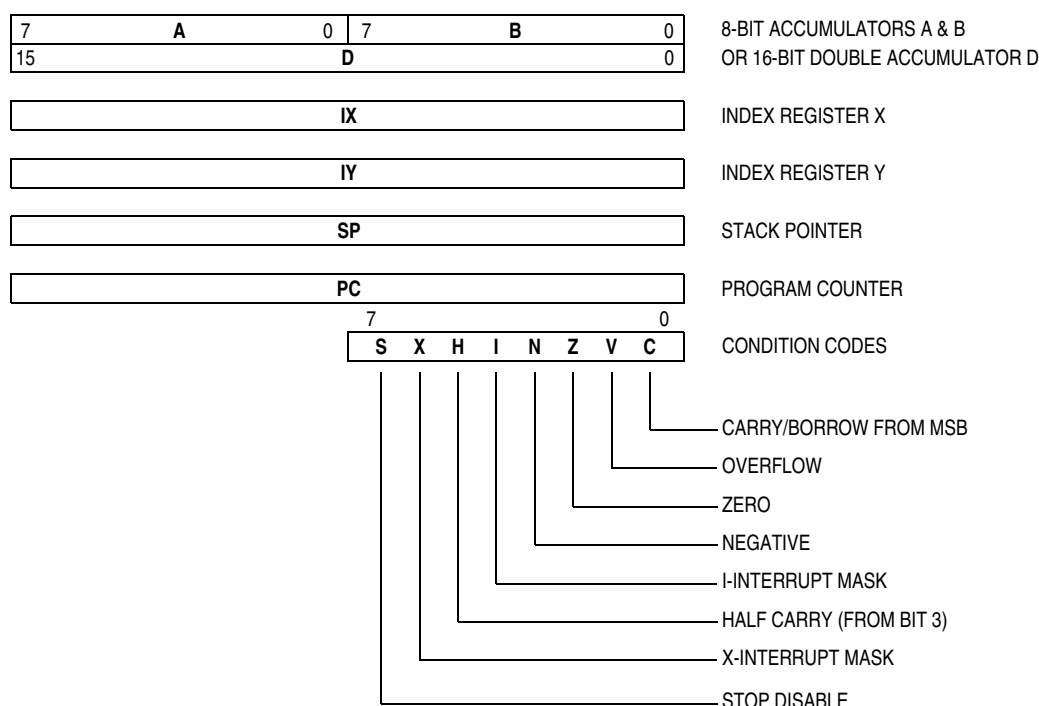 7 A 0 7 B 0 8-BIT ACCUMULATORS A & B
15 D 0 OR 16-BIT DOUBLE ACCUMULATOR D
IX INDEX REGISTER X
IY INDEX REGISTER Y
SP STACK POINTER
PC PROGRAM COUNTER
7 0
S X H I N Z V C CONDITION CODES
CARRY/BORROW FROM MSB
OVERFLOW
ZERO
NEGATIVE
I-INTERRUPT MASK
HALF CARRY (FROM BIT 3)
X-INTERRUPT MASK
STOP DISABLE